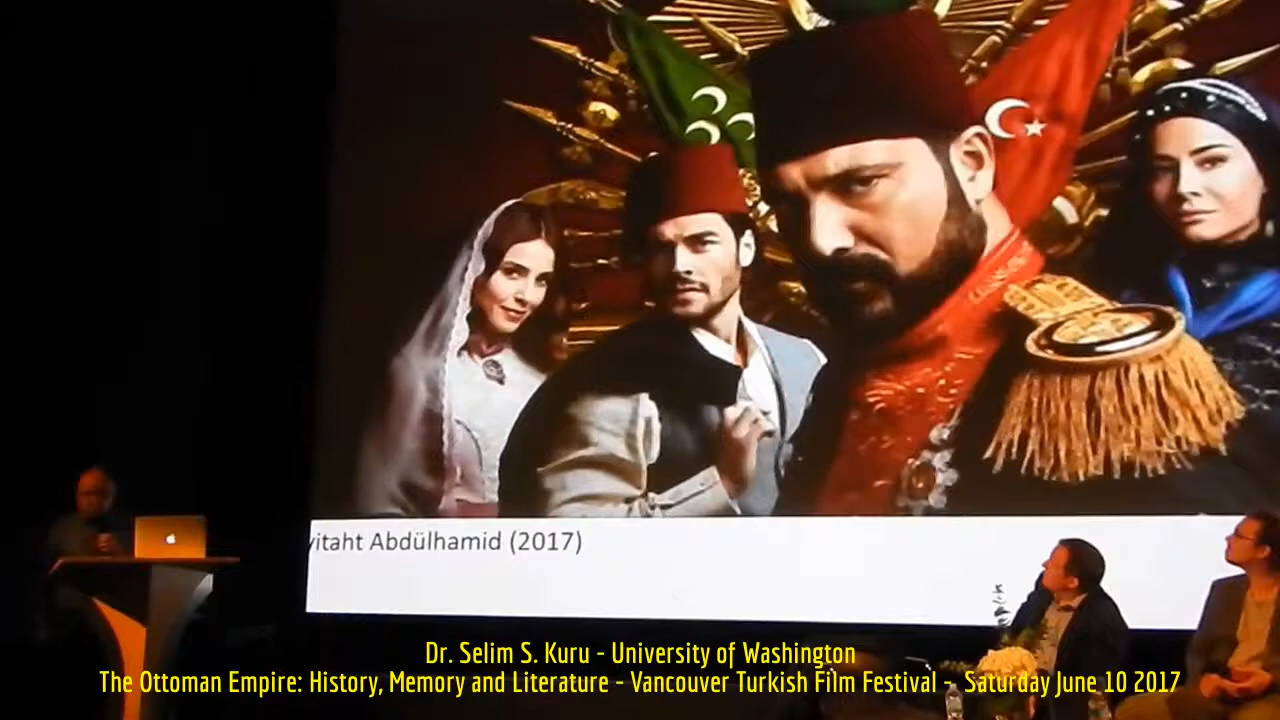 vitaht Abdülhamid (2017)
Dr. Selim S. Kuru - University of Washington
The Ottoman Empire: History, Memory and Literature - Vancouver Turkish Film Festival - Saturday June 10 2017